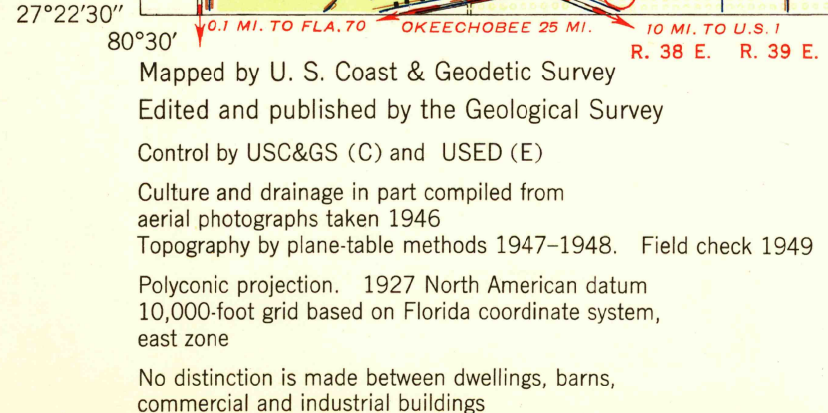 27°22'30"
0.1 MI. TO FLA. 70 OKEECHOBEE 25 MI. 10 MI. TO U.S. 1
80°30' R. 38 E. R. 39 E.
Mapped by U. S. Coast & Geodetic Survey
Edited and published by the Geological Survey
Control by USC&GS (C) and USED (E)
Culture and drainage in part compiled from
aerial photographs taken 1946
Topography by plane-table methods 1947–1948. Field check 1949
Polyconic projection. 1927 North American datum
10,000-foot grid based on Florida coordinate system,
east zone
No distinction is made between dwellings, barns,
commercial and industrial buildings